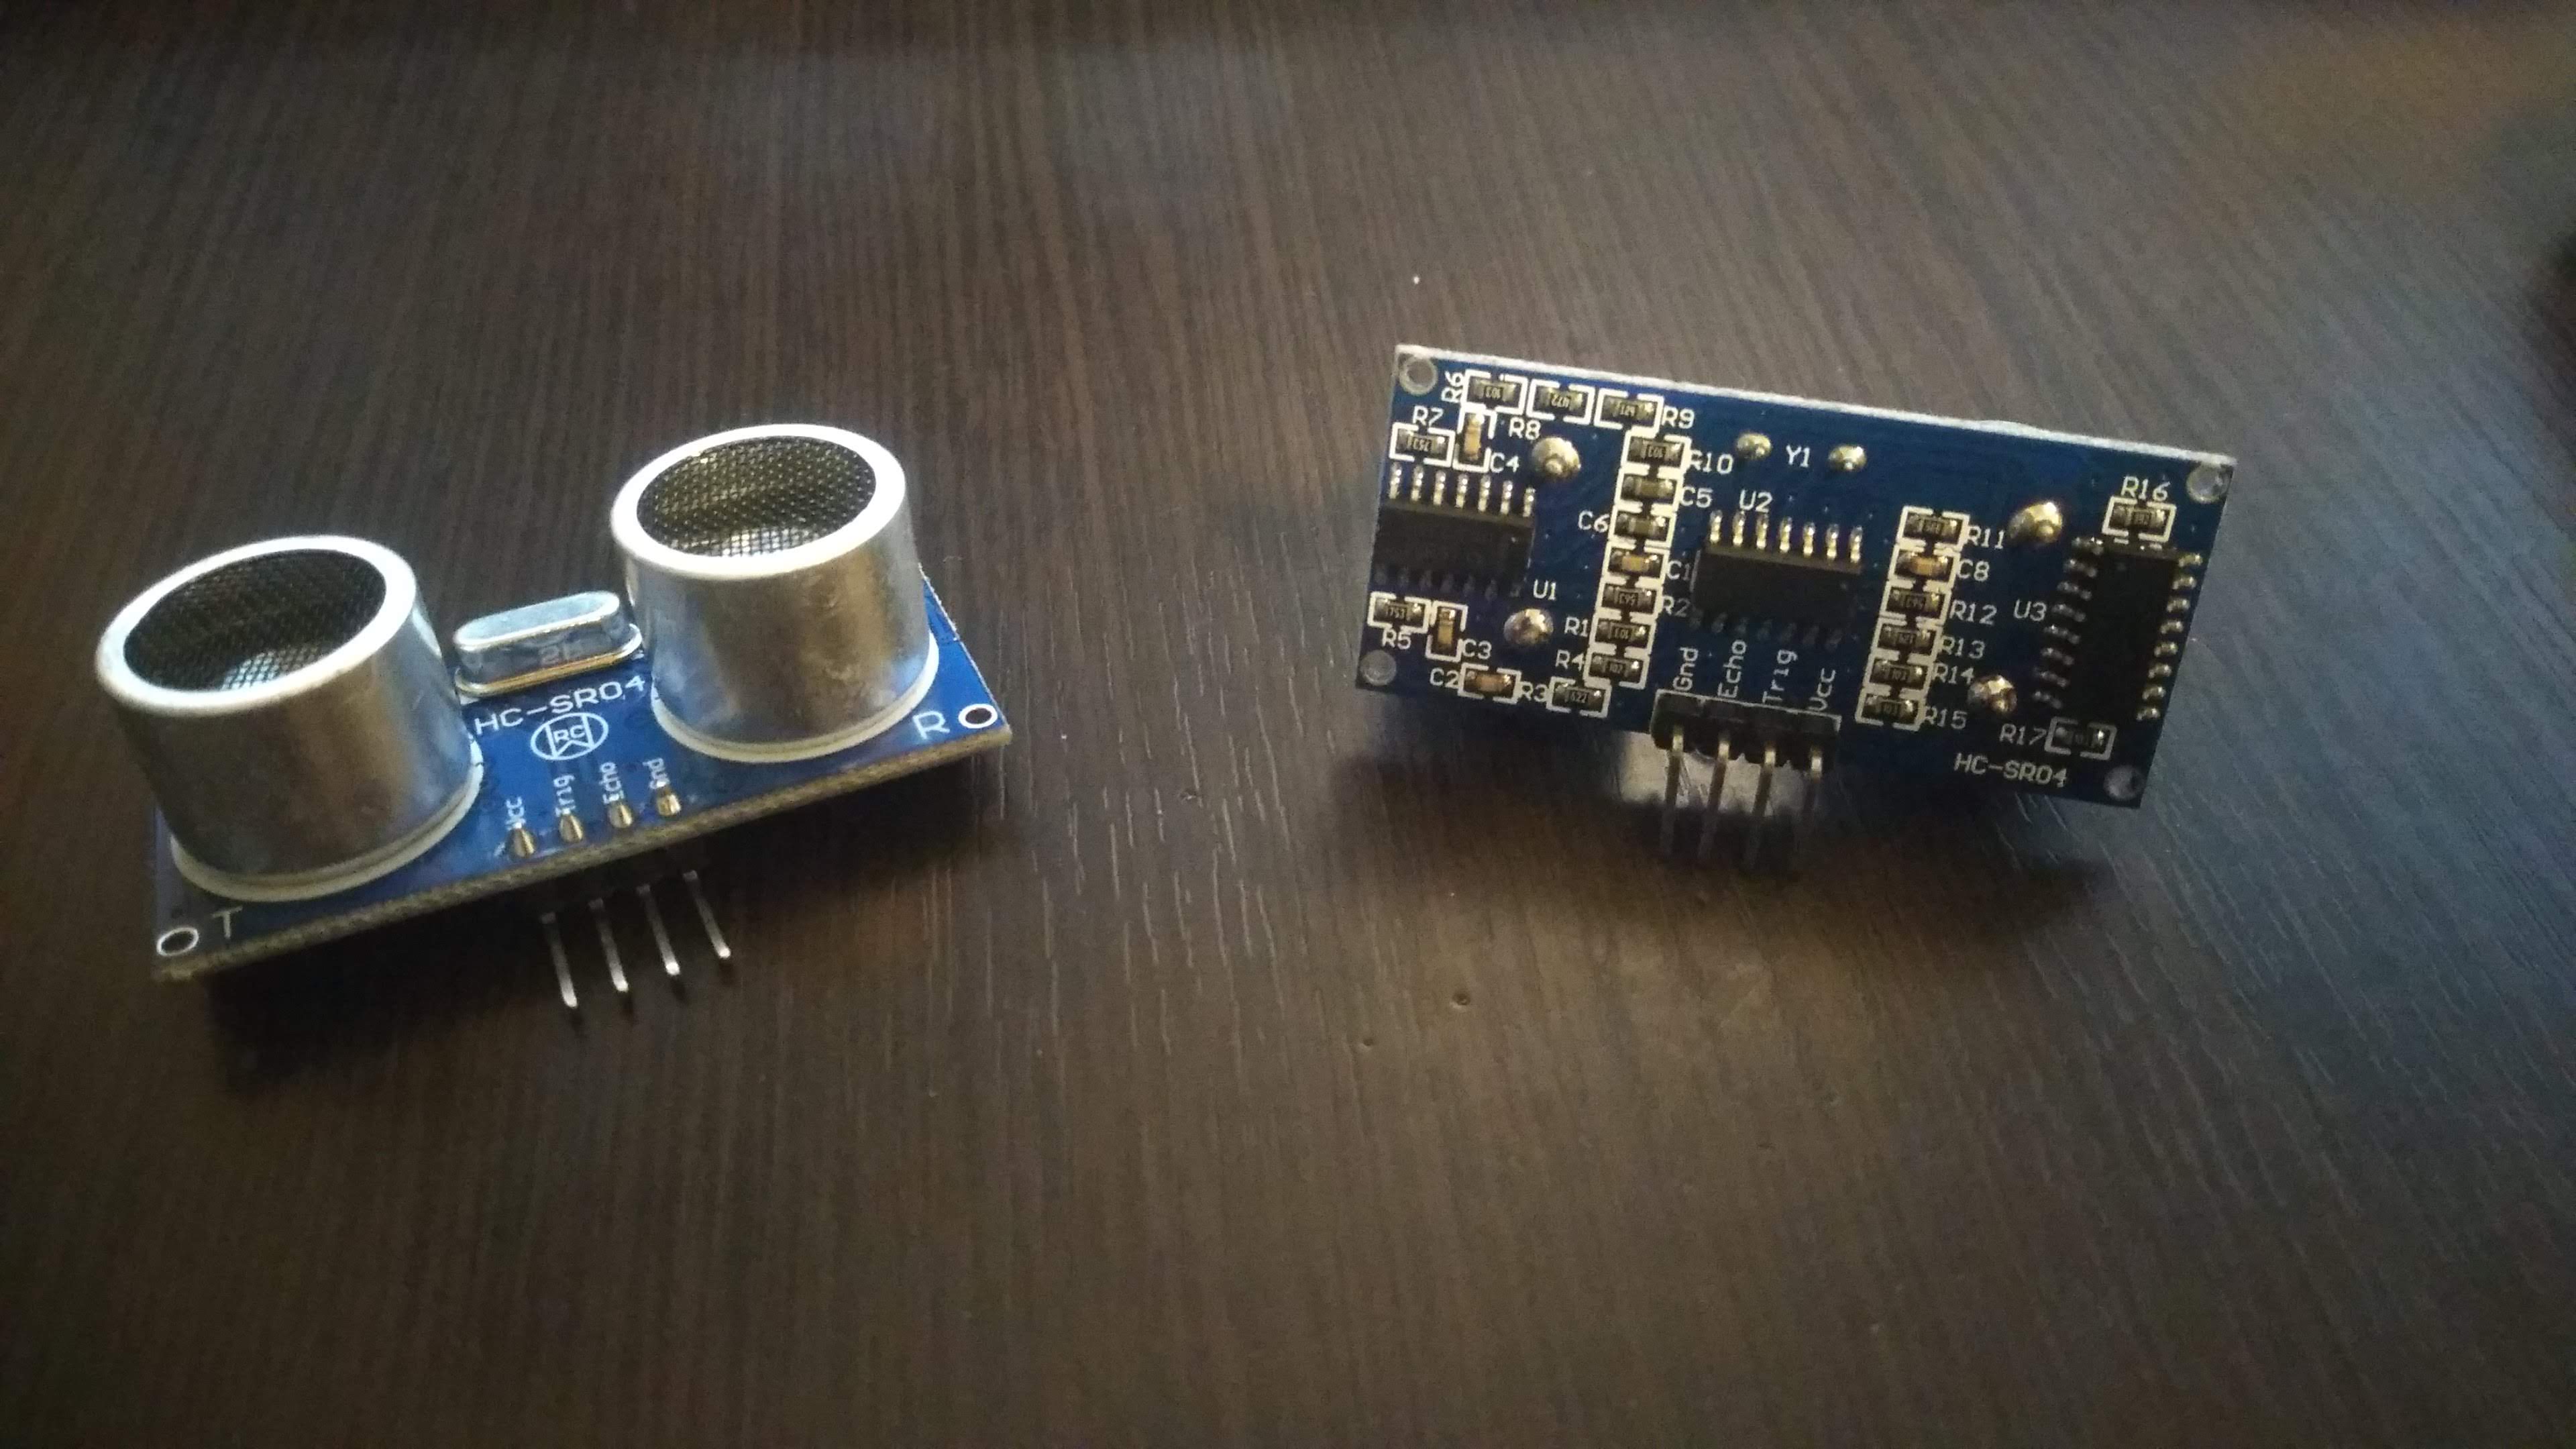 HC-SR04
RC
Vcc
Trig
Echo
Gnd
T
R
R6
R7
R8
R9
C4
R10
Y1
C5
U2
C6
R16
R11
C1
C8
U1
R2
R12
U3
R5
R1
R13
C3
R4
R14
C2
R3
R15
Gnd
Echo
Trig
Vcc
R17
HC-SR04